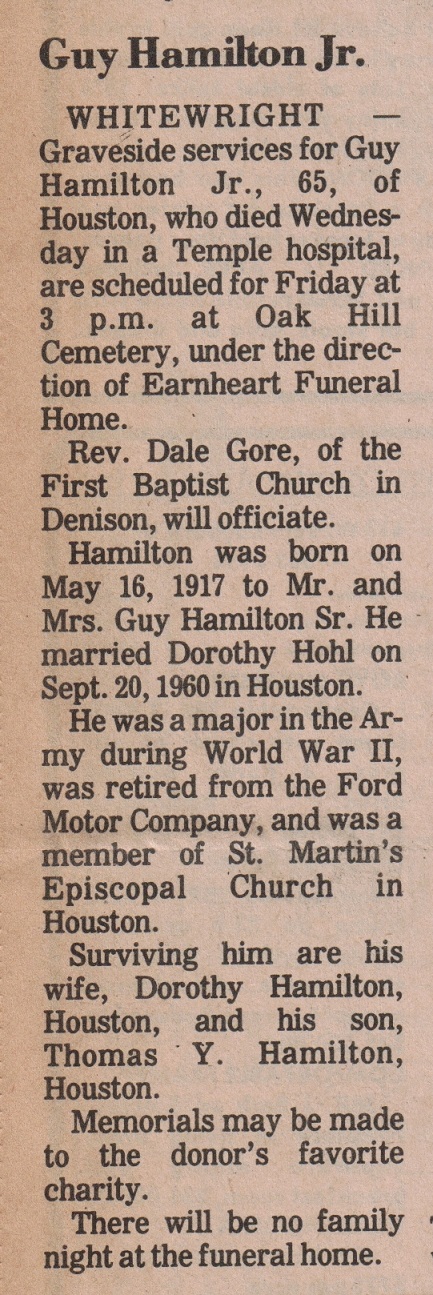 Guy Hamilton Jr.
WHITEWRIGHT —
Graveside services for Guy
Hamilton Jr., 65, of
Houston, who died Wednes-
day in a Temple hospital,
are scheduled for Friday at
3 p.m. at Oak Hill
Cemetery, under the direc-
tion of Earnheart Funeral
Home.
Rev. Dale Gore, of the
First Baptist Church in
Denison, will officiate.
Hamilton was born on
May 16, 1917 to Mr. and
Mrs. Guy Hamilton Sr. He
married Dorothy Hohl on
Sept. 20, 1960 in Houston.
He was a major in the Ar-
my during World War II,
was retired from the Ford
Motor Company, and was a
member of St. Martin's
Episcopal Church in
Houston.
Surviving him are his
wife, Dorothy Hamilton,
Houston, and his son,
Thomas Y. Hamilton,
Houston.
Memorials may be made
to the donor's favorite
charity.
There will be no family
night at the funeral home.